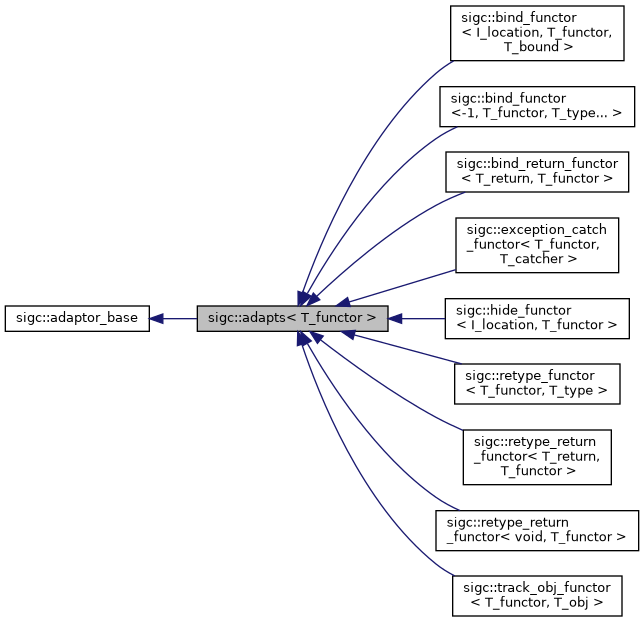 sigc::bind_functor
< I_location, T_functor,
T_bound >
sigc::bind_functor
<-1, T_functor, T_type... >
sigc::bind_return_functor
< T_return, T_functor >
sigc::exception_catch
_functor< T_functor,
T_catcher >
sigc::adaptor_base
sigc::adapts< T_functor >
sigc::hide_functor
< I_location, T_functor >
sigc::retype_functor
< T_functor, T_type >
sigc::retype_return
_functor< T_return,
T_functor >
sigc::retype_return
_functor< void, T_functor >
sigc::track_obj_functor
< T_functor, T_obj >